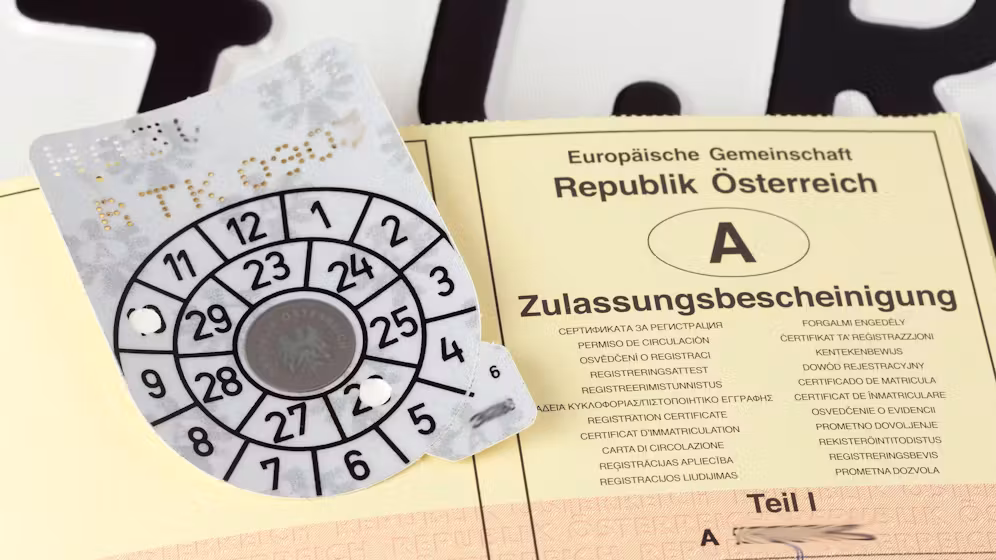 12
1
2
3
4
5
6
7
8
9
11
23
24
25
27
28
29
6
Europäische Gemeinschaft
Republik Österreich
A
Zulassungsbescheinigung
СЕРТИФИКАТА ЗА РЕГИСТРАЦИЯ
PERMISO DE CIRCULACIÓN
OSVĚDČENÍ O REGISTRACI
REGISTRERINGSATTEST
REGISTREERIMISTUNNISTUS
ΑΔΕΙΑ ΚΥΚΛΟΦΟΡΙΑΣ/ΠΙΣΤΟΠΟΙΗΤΙΚΟ ΕΓΓΡΑΦΗΣ
REGISTRATION CERTIFICATE
CERTIFICAT D'IMMATRICULATION
CARTA DI CIRCOLAZIONE
REGISTRĀCIJAS APLIECĪBA
REGISTRACIJOS LIUDIJIMAS
FORGALMI ENGEDÉLY
ĊERTIFIKAT TA' REĠISTRAZZJONI
KENTEKENBEWIJS
DOWÓD REJESTRACYJNY
CERTIFICADO DE MATRICULA
CERTIFICAT DE ÎNMATRICULARE
OSVEDČENIE O EVIDENCII
PROMETNO DOVOLJENJE
REKISTERÖINTITODISTUS
REGISTRERINGSBEVIS
PROMETNA DOZVOLA
Teil I
A